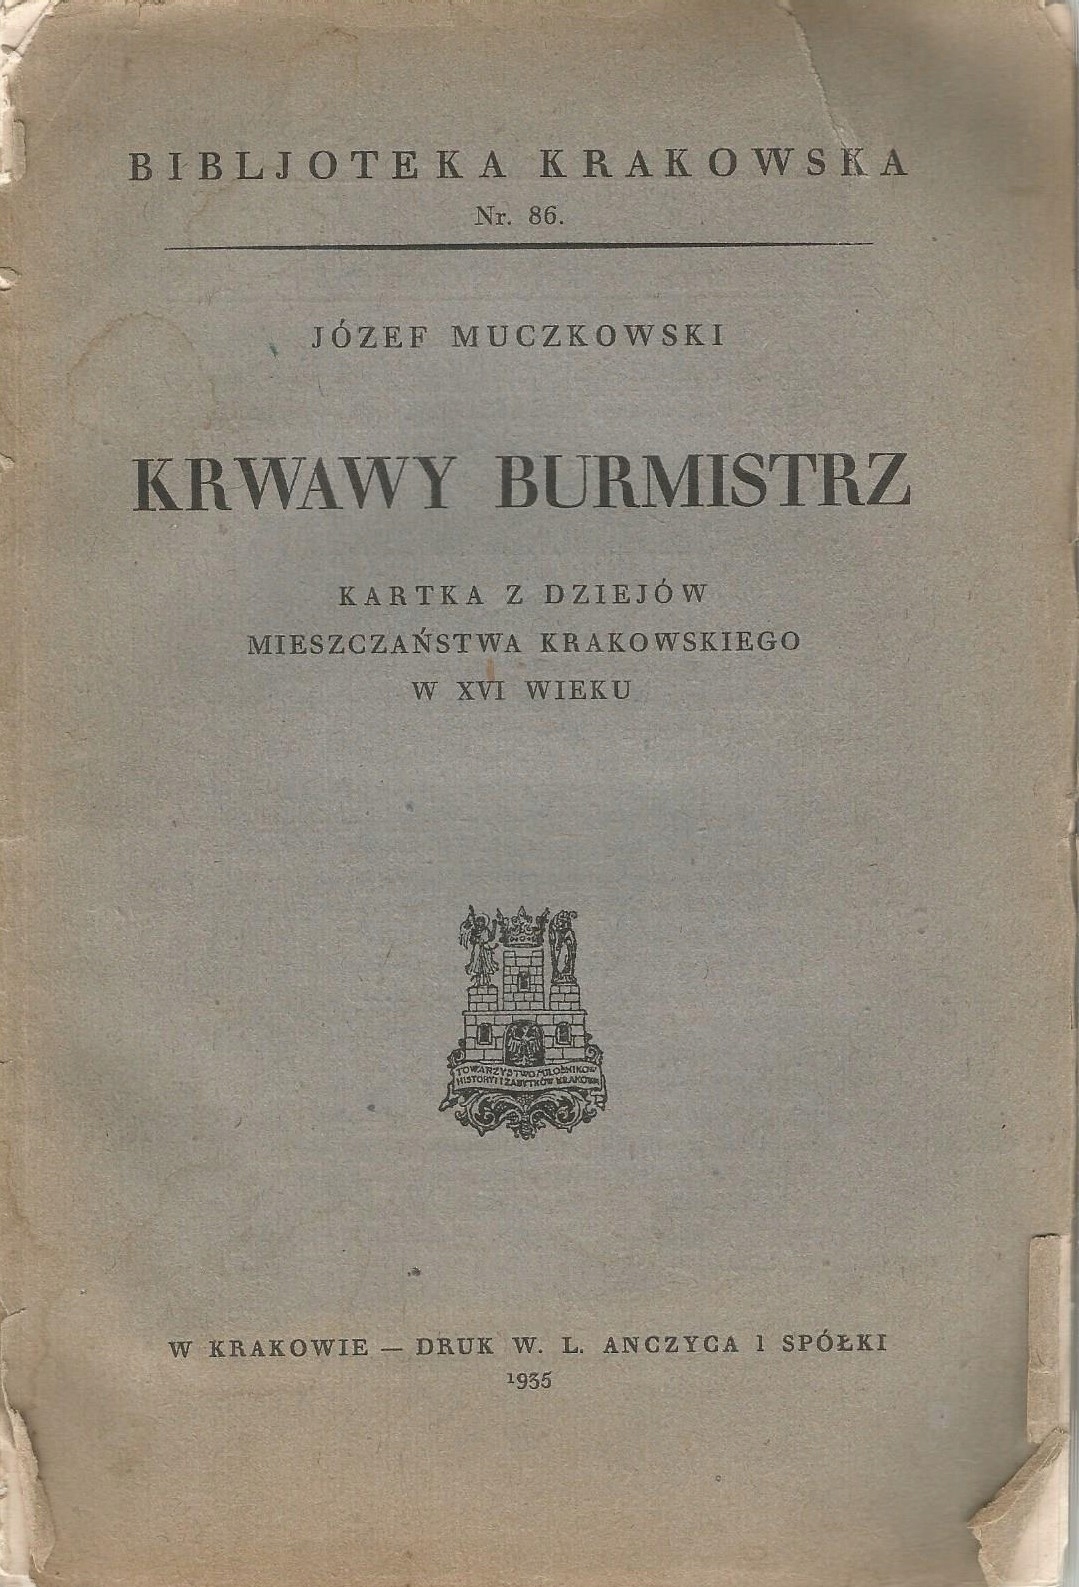 BIBLJOTEKA KRAKOWSKA
Nr. 86.
JÓZEF MUCZKOWSKI
KRWAWY BURMISTRZ
KARTKA Z DZIEJÓW
MIESZCZAŃSTWA KRAKOWSKIEGO
W XVI WIEKU
TOWARZYSTWO MIŁOŚNIKÓW
HISTORYI I ZABYTKÓW KRAKOWA
W KRAKOWIE — DRUK W. L. ANCZYCA I SPÓŁKI
1935